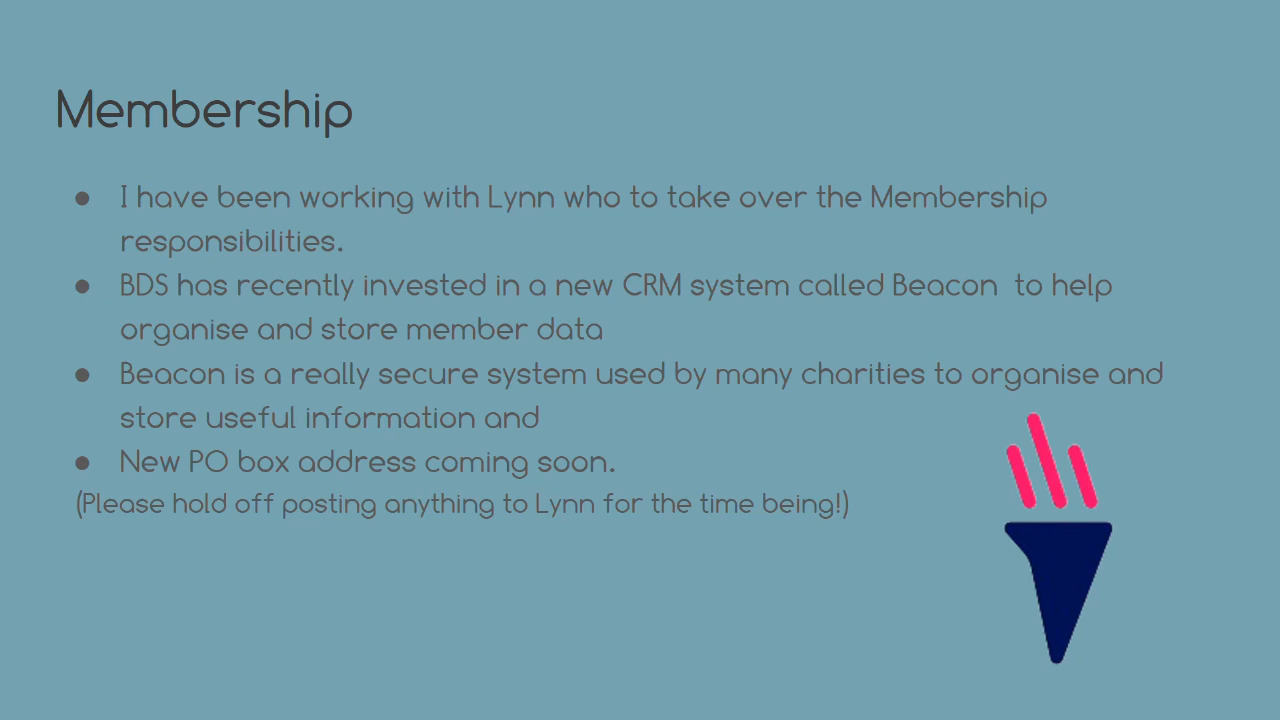 Membership
● I have been working with Lynn who to take over the Membership
responsibilities.
● BDS has recently invested in a new CRM system called Beacon  to help
organise and store member data
● Beacon is a really secure system used by many charities to organise and
store useful information and
● New PO box address coming soon.
(Please hold off posting anything to Lynn for the time being!)